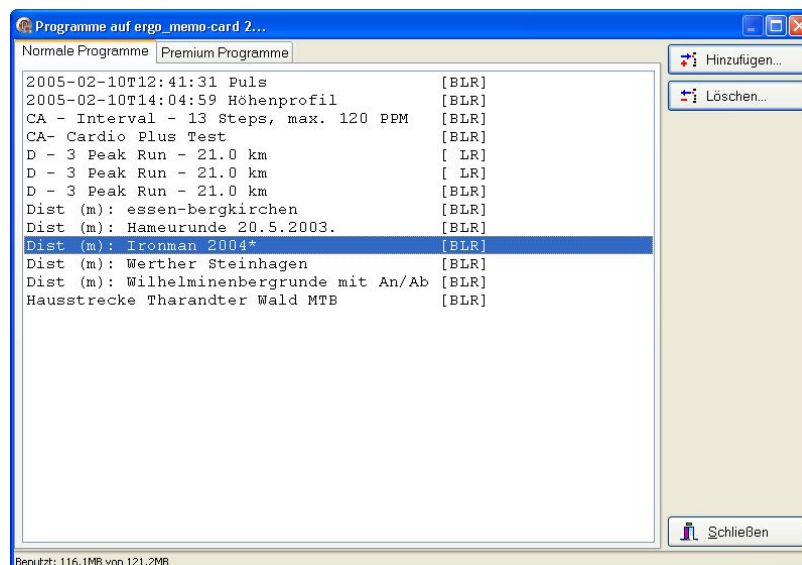 Programme auf ergo_memo-card 2...
Normale Programme Premium Programme
Hinzufügen...
Löschen...
2005-02-10T12:41:31 Puls [BLR]
2005-02-10T14:04:59 Höhenprofil [BLR]
CA - Interval - 13 Steps, max. 120 PPM [BLR]
CA- Cardio Plus Test [BLR]
D - 3 Peak Run - 21.0 km [ LR]
D - 3 Peak Run - 21.0 km [ LR]
D - 3 Peak Run - 21.0 km [BLR]
Dist (m): essen-bergkirchen [BLR]
Dist (m): Hameurunde 20.5.2003. [BLR]
Dist (m): Ironman 2004* [BLR]
Dist (m): Werther Steinhagen [BLR]
Dist (m): Wilhelminenbergrunde mit An/Ab [BLR]
Hausstrecke Tharandter Wald MTB [BLR]
Schließen
Benutzt: 116.1MB von 121.2MB